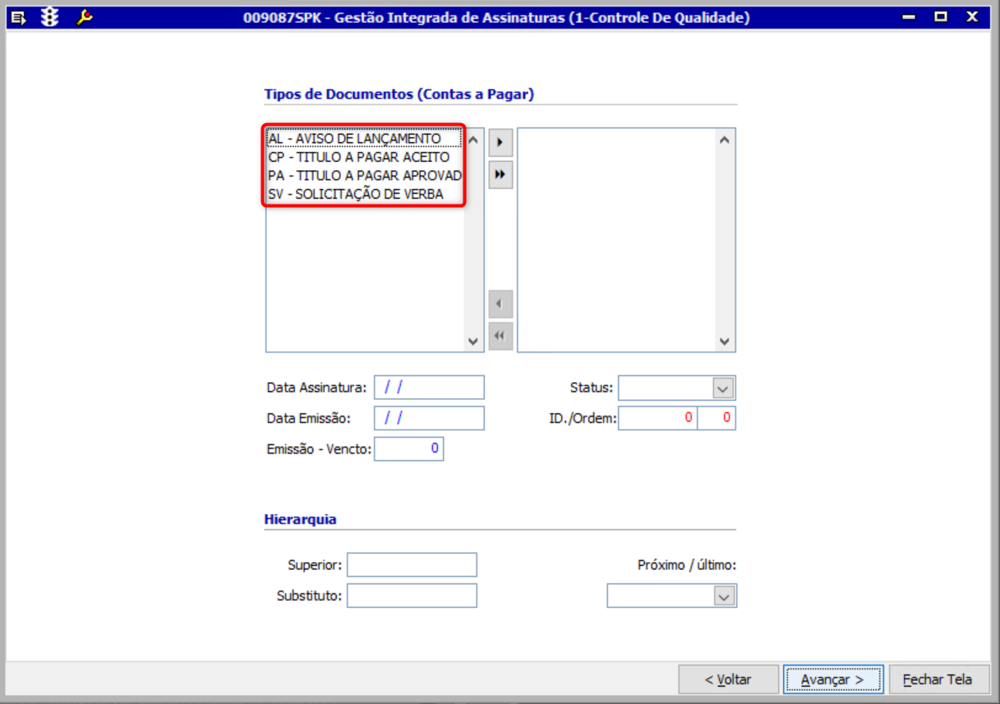 009087SPK - Gestão Integrada de Assinaturas (1-Controle De Qualidade)
Tipos de Documentos (Contas a Pagar)
AL - AVISO DE LANÇAMENTO
CP - TITULO A PAGAR ACEITO
PA - TITULO A PAGAR APROVAD
SV - SOLICITAÇÃO DE VERBA
Data Assinatura: / / Status:
Data Emissão: / / ID./Ordem: 0 0
Emissão - Vencto: 0
Hierarquia
Superior: Próximo / último:
Substituto:
< Voltar Avançar > Fechar Tela